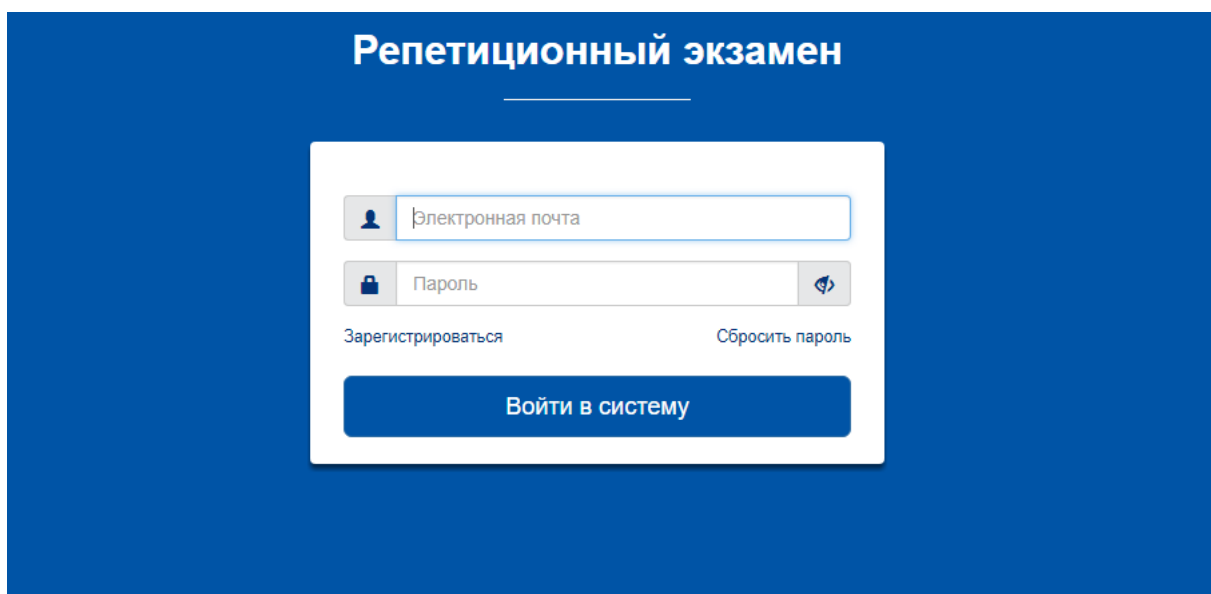 Репетиционный экзамен
Электронная почта
Пароль
Зарегистрироваться
Сбросить пароль
Войти в систему